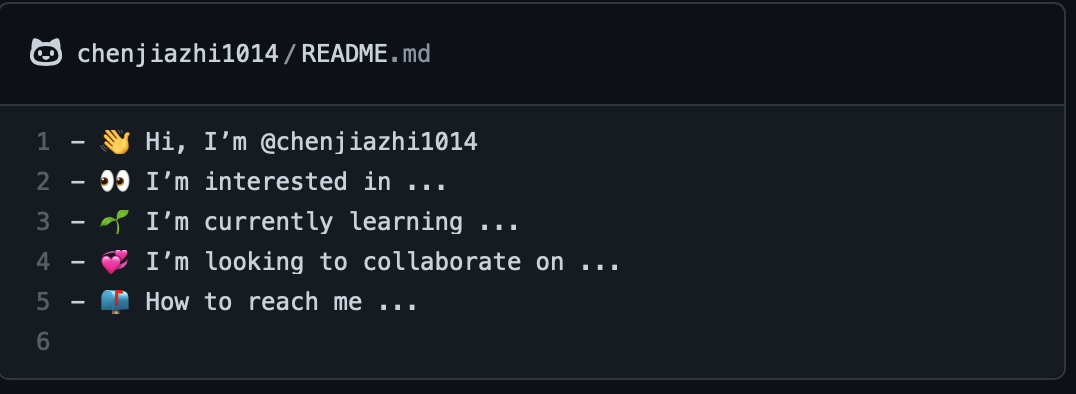 chenjiazhi1014/README.md
1 - 👋 Hi, I’m @chenjiazhi1014
2 - 👀 I’m interested in ...
3 - 🌱 I’m currently learning ...
4 - 💞️ I’m looking to collaborate on ...
5 - 📫 How to reach me ...
6